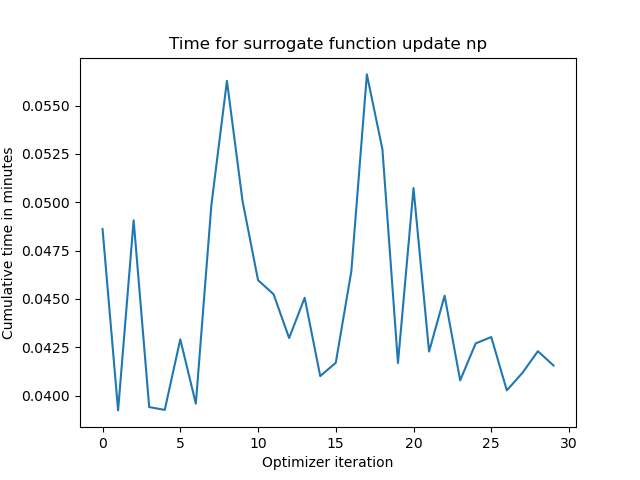 Time for surrogate function update np
Cumulative time in minutes
0.0550
0.0525
0.0500
0.0475
0.0450
0.0425
0.0400
0 5 10 15 20 25 30
Optimizer iteration